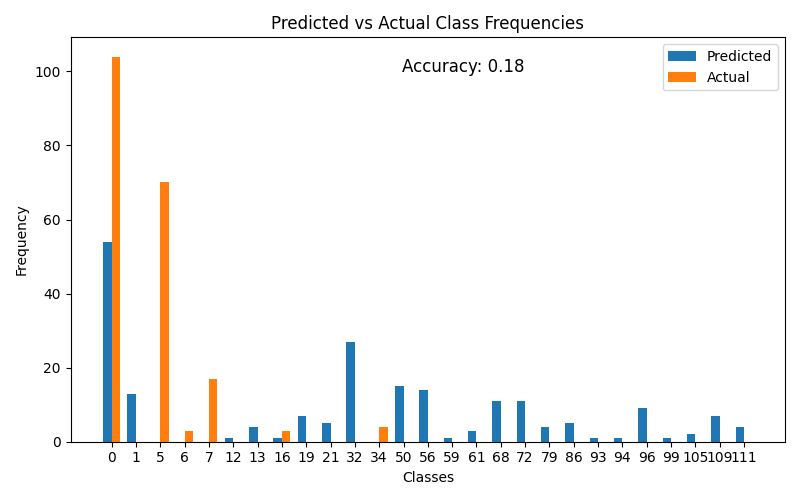 Predicted vs Actual Class Frequencies
Accuracy: 0.18
Predicted
Actual
Frequency
100
80
60
40
20
0
0 1 5 6 7 12 13 16 19 21 32 34 50 56 59 61 68 72 79 86 93 94 96 99 105 109 111
Classes